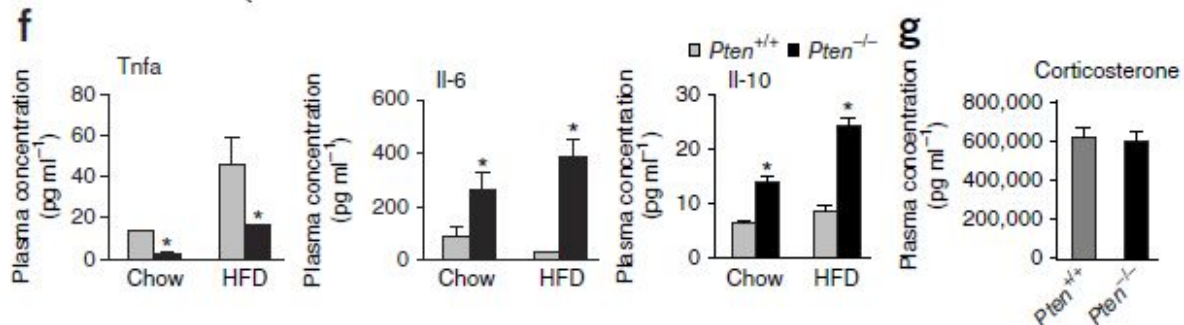 f
Tnfa
Plasma concentration
(pg ml⁻¹)
80
60
40
20
0
*
*
Chow HFD
Il-6
Plasma concentration
(pg ml⁻¹)
600
400
200
0
*
*
Chow HFD
Pten⁺/⁺ Pten⁻/⁻
Il-10
Plasma concentration
(pg ml⁻¹)
30
20
10
0
*
*
Chow HFD
g
Corticosterone
Plasma concentration
(pg ml⁻¹)
800,000
600,000
400,000
200,000
0
Pten⁺/⁺
Pten⁻/⁻